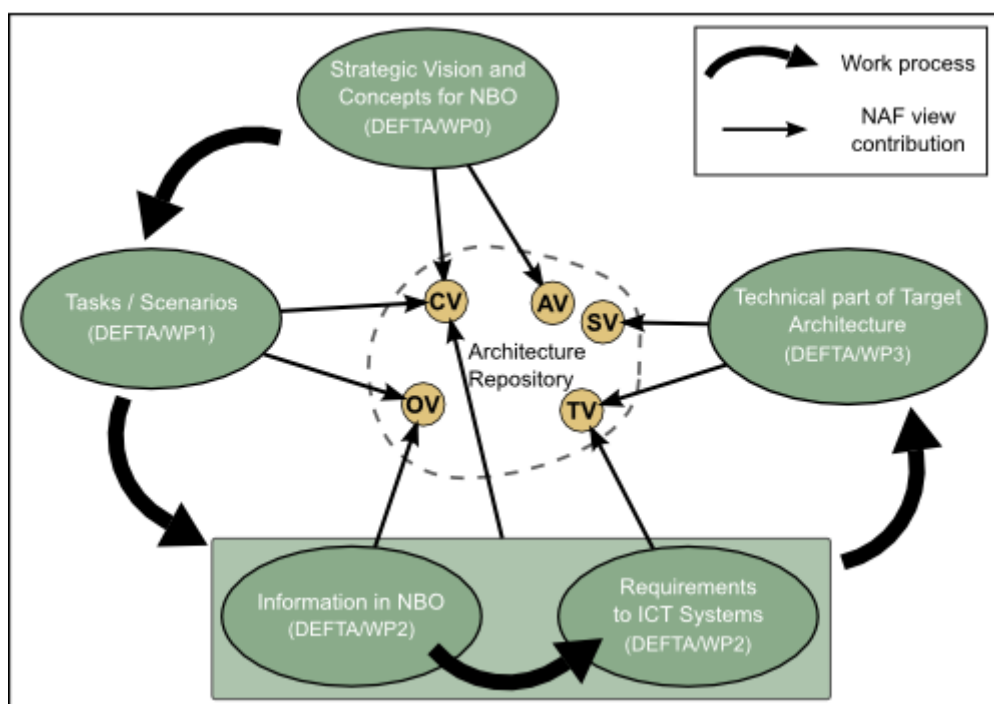 Strategic Vision and
Concepts for NBO
(DEFTA/WP0)
Work process
NAF view
contribution
Tasks / Scenarios
(DEFTA/WP1)
CV
AV
SV
Technical part of Target
Architecture
(DEFTA/WP3)
Architecture
Repository
OV
TV
Information in NBO
(DEFTA/WP2)
Requirements
to ICT Systems
(DEFTA/WP2)